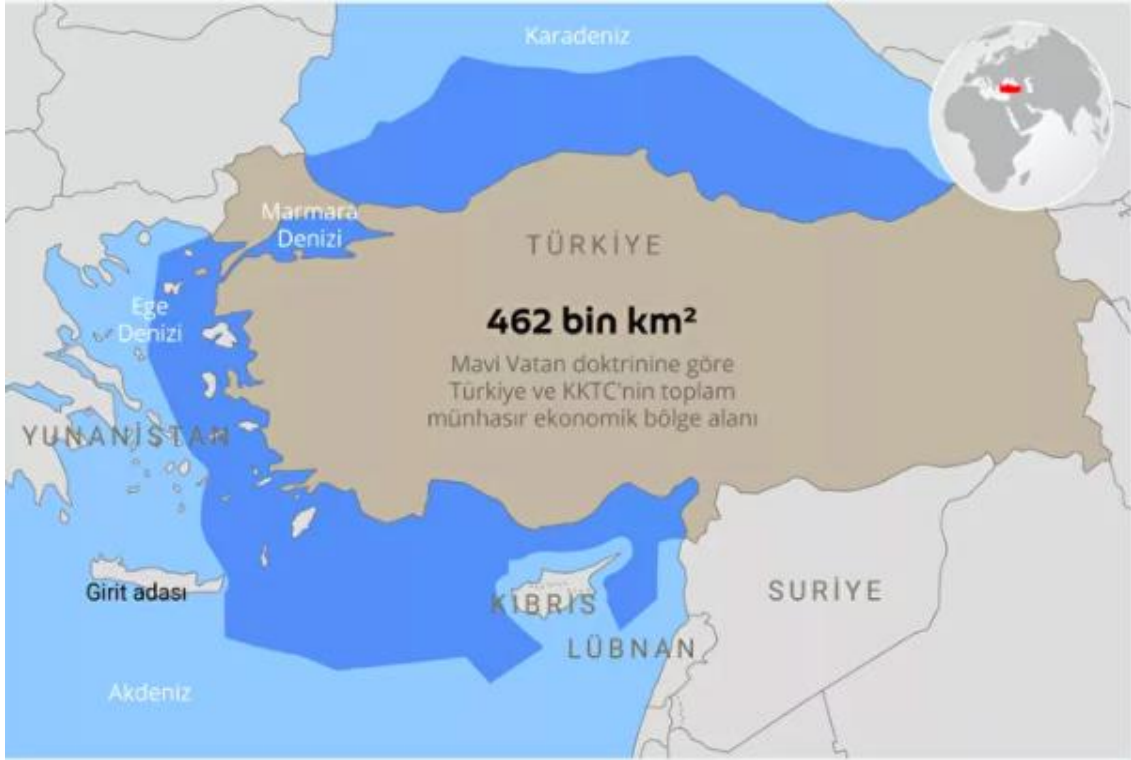 Karadeniz
Marmara
Denizi
TÜRKİYE
Ege
Denizi
462 bin km²
Mavi Vatan doktrinine göre
Türkiye ve KKTC'nin toplam
münhasır ekonomik bölge alanı
YUNANİSTAN
Girit adası
KIBRIS
SURİYE
LÜBNAN
Akdeniz